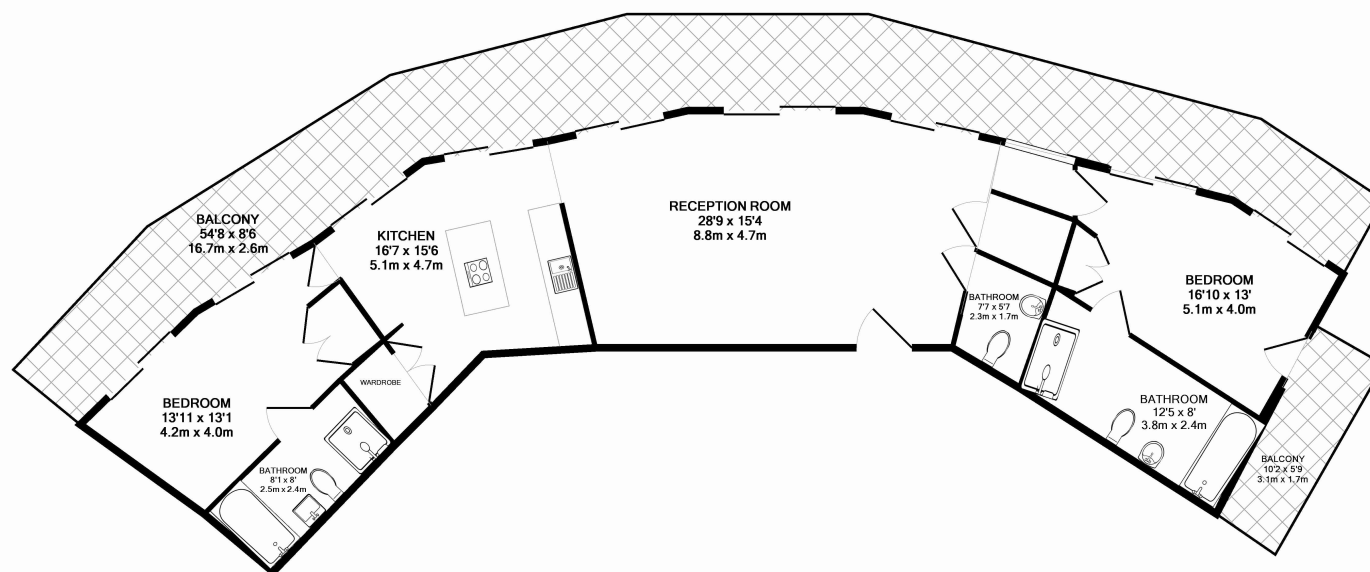 BALCONY
54'8 x 8'6
16.7m x 2.6m
KITCHEN
16'7 x 15'6
5.1m x 4.7m
RECEPTION ROOM
28'9 x 15'4
8.8m x 4.7m
BEDROOM
16'10 x 13'
5.1m x 4.0m
BATHROOM
7'7 x 5'7
2.3m x 1.7m
WARDROBE
BEDROOM
13'11 x 13'1
4.2m x 4.0m
BATHROOM
8'1 x 8'
2.5m x 2.4m
BATHROOM
12'5 x 8'
3.8m x 2.4m
BALCONY
10'2 x 5'9
3.1m x 1.7m